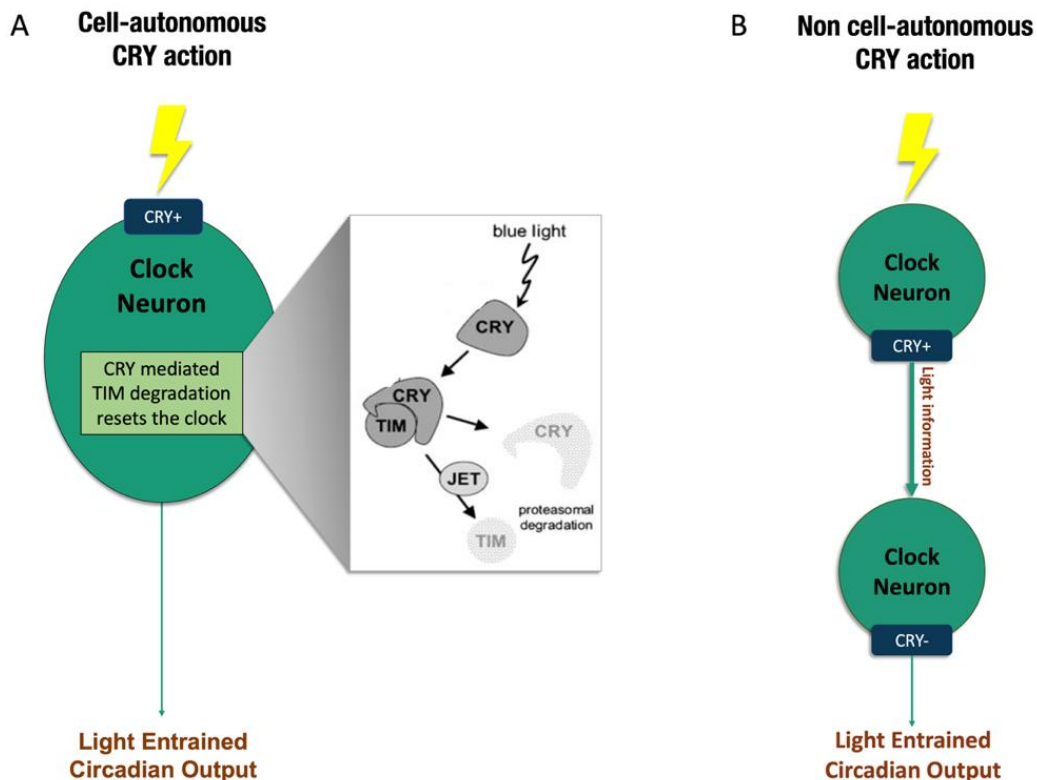 A
Cell-autonomous
CRY action
CRY+
Clock
Neuron
CRY mediated
TIM degradation
resets the clock
Light Entrained
Circadian Output
blue light
CRY
CRY
TIM
CRY
JET
proteasomal
degradation
TIM
B
Non cell-autonomous
CRY action
Clock
Neuron
CRY+
Light information
Clock
Neuron
CRY-
Light Entrained
Circadian Output